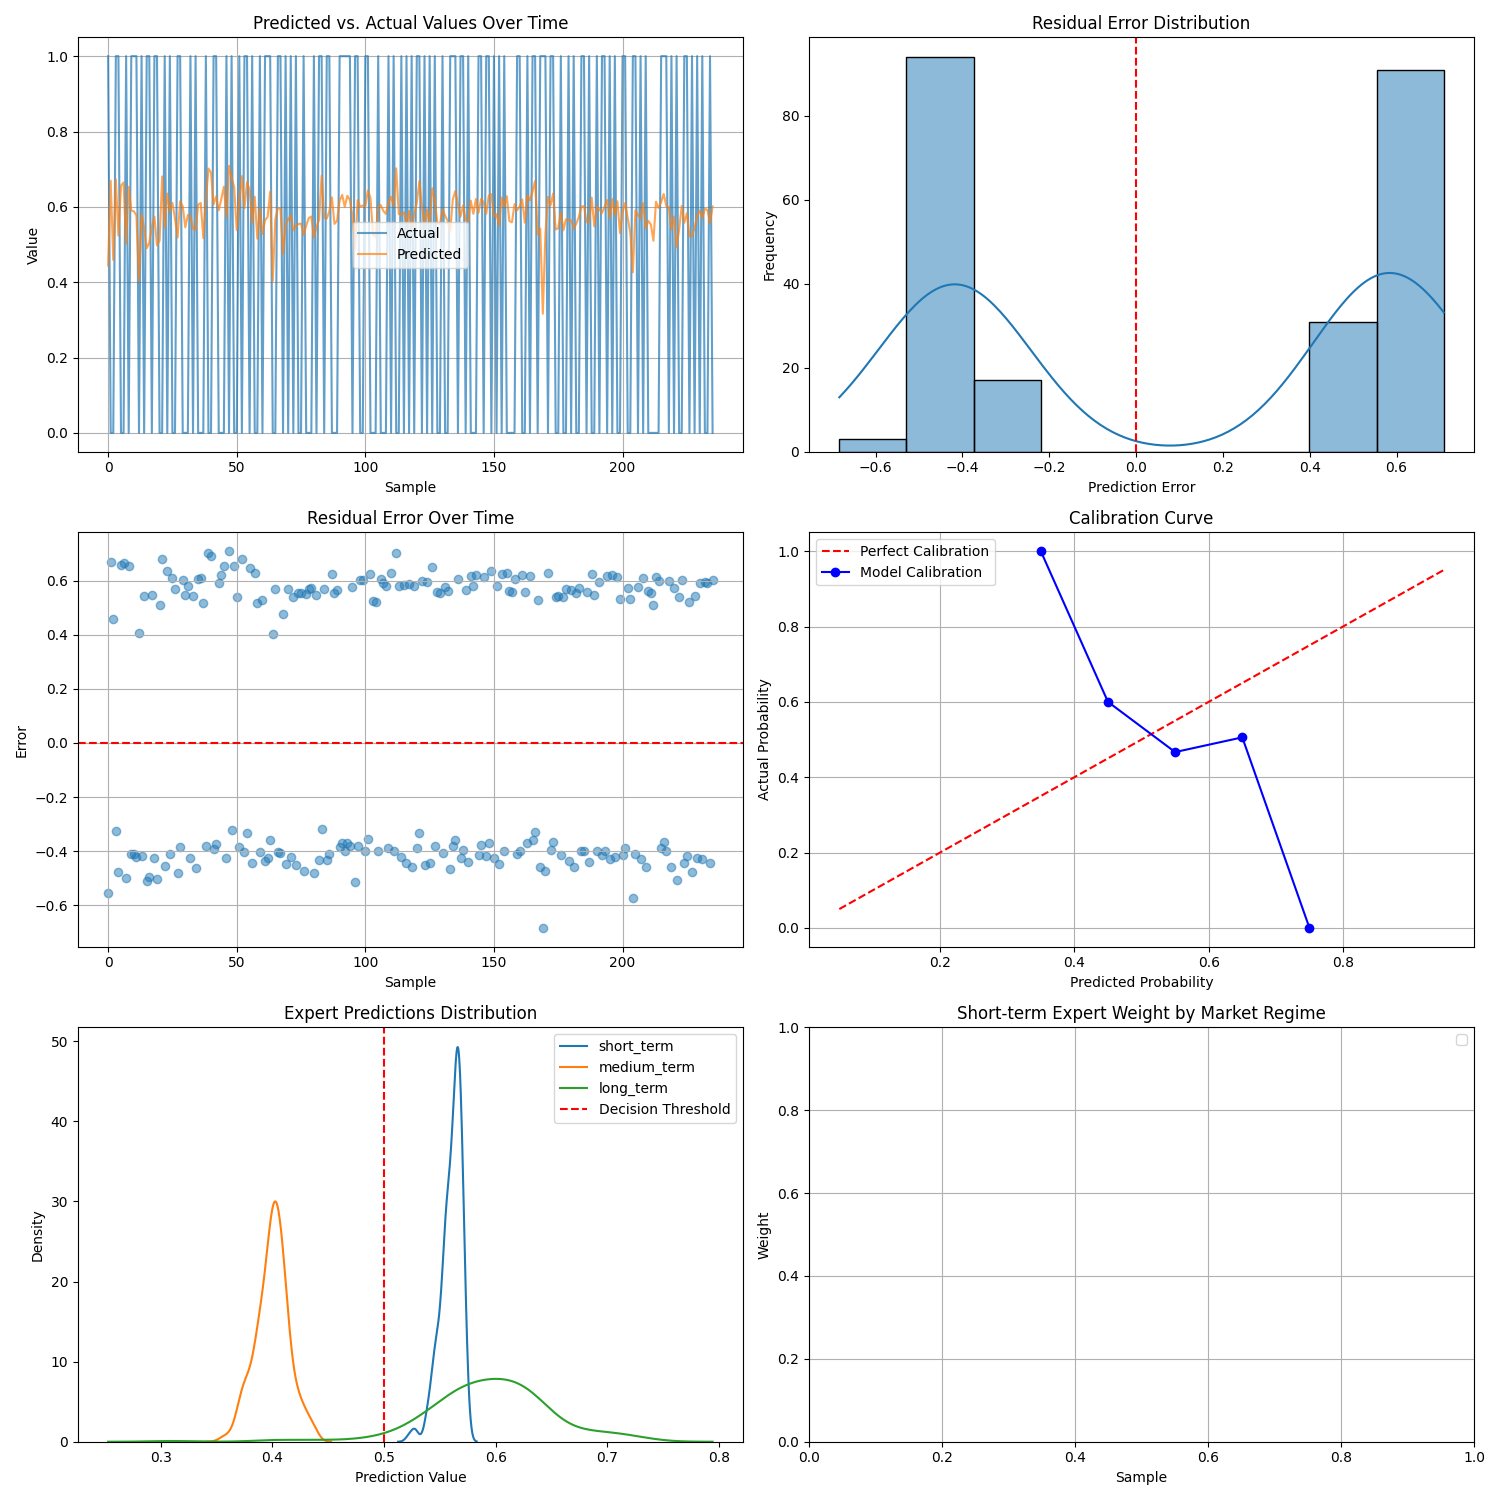 Predicted vs. Actual Values Over Time
1.0
0.8
0.6
0.4
0.2
0.0
Value
Actual
Predicted
0 50 100 150 200
Sample
Residual Error Distribution
80
60
40
20
0
Frequency
−0.6 −0.4 −0.2 0.0 0.2 0.4 0.6
Prediction Error
Residual Error Over Time
0.6
0.4
0.2
0.0
−0.2
−0.4
−0.6
Error
0 50 100 150 200
Sample
Calibration Curve
Perfect Calibration
Model Calibration
1.0
0.8
0.6
0.4
0.2
0.0
Actual Probability
0.2 0.4 0.6 0.8
Predicted Probability
Expert Predictions Distribution
short_term
medium_term
long_term
Decision Threshold
50
40
30
20
10
0
Density
0.3 0.4 0.5 0.6 0.7 0.8
Prediction Value
Short-term Expert Weight by Market Regime
1.0
0.8
0.6
0.4
0.2
0.0
Weight
0.0 0.2 0.4 0.6 0.8 1.0
Sample